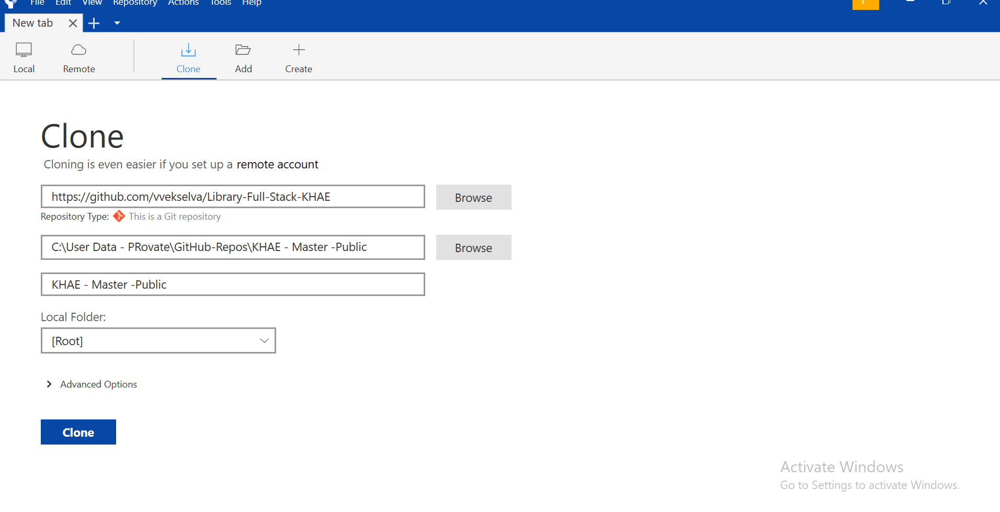 File Edit View Repository Actions Tools Help
New tab
Local Remote Clone Add Create
Clone
Cloning is even easier if you set up a remote account
https://github.com/vvekselva/Library-Full-Stack-KHAE Browse
Repository Type: This is a Git repository
C:\User Data - PRovate\GitHub-Repos\KHAE - Master -Public Browse
KHAE - Master -Public
Local Folder:
[Root]
Advanced Options
Clone
Activate Windows
Go to Settings to activate Windows.